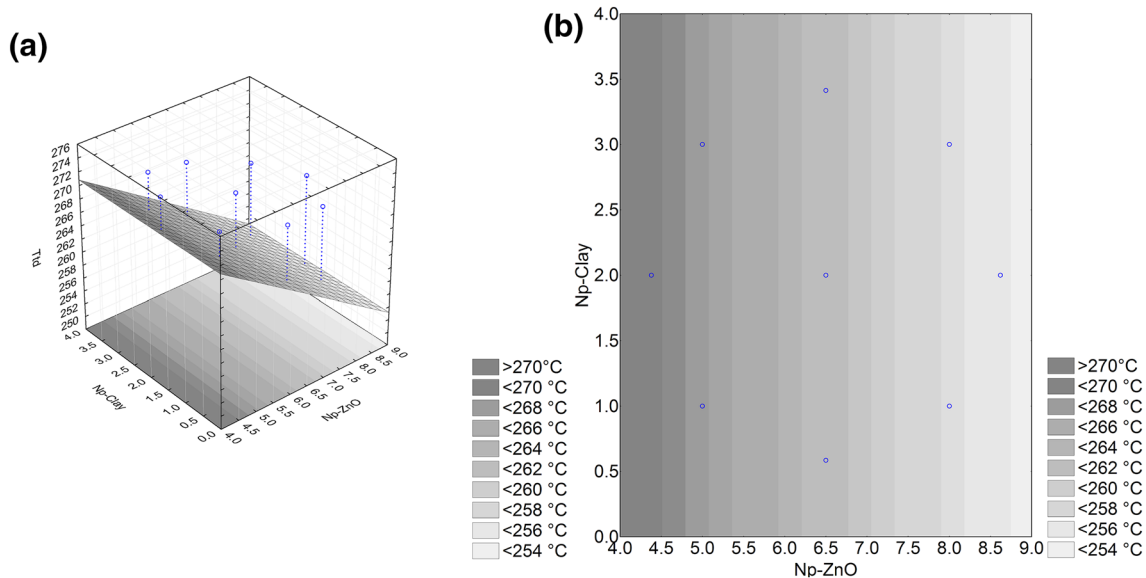 (a)
276
274
272
270
268
266
264
262
260
258
256
254
252
250
Trd
4.0
3.5
3.0
2.5
2.0
1.5
1.0
0.5
0.0
Np-Clay
4.0
4.5
5.0
5.5
6.0
6.5
7.0
7.5
8.0
8.5
9.0
Np-ZnO
>270°C
<270 °C
<268 °C
<266 °C
<264 °C
<262 °C
<260 °C
<258 °C
<256 °C
<254 °C
(b)
4.0
3.5
3.0
2.5
2.0
1.5
1.0
0.5
0.0
Np-Clay
4.0 4.5 5.0 5.5 6.0 6.5 7.0 7.5 8.0 8.5 9.0
Np-ZnO
>270°C
<270 °C
<268 °C
<266 °C
<264 °C
<262 °C
<260 °C
<258 °C
<256 °C
<254 °C